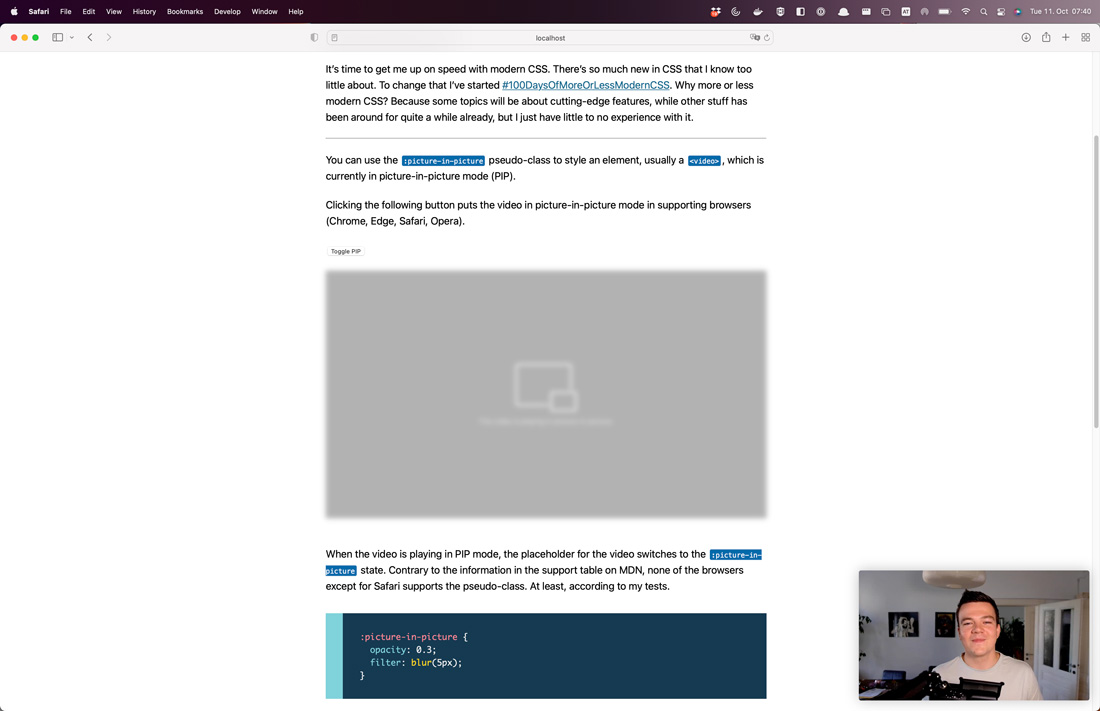 Safari File Edit View History Bookmarks Develop Window Help AT Tue 11. Oct 07:40
localhost
It's time to get me up on speed with modern CSS. There's so much new in CSS that I know too
little about. To change that I've started #100DaysOfMoreOrLessModernCSS. Why more or less
modern CSS? Because some topics will be about cutting-edge features, while other stuff has
been around for quite a while already, but I just have little to no experience with it.
You can use the :picture-in-picture pseudo-class to style an element, usually a <video>, which is
currently in picture-in-picture mode (PIP).
Clicking the following button puts the video in picture-in-picture mode in supporting browsers
(Chrome, Edge, Safari, Opera).
Toggle PIP
When the video is playing in PIP mode, the placeholder for the video switches to the :picture-in-
picture state. Contrary to the information in the support table on MDN, none of the browsers
except for Safari supports the pseudo-class. At least, according to my tests.
:picture-in-picture {
opacity: 0.3;
filter: blur(5px);
}